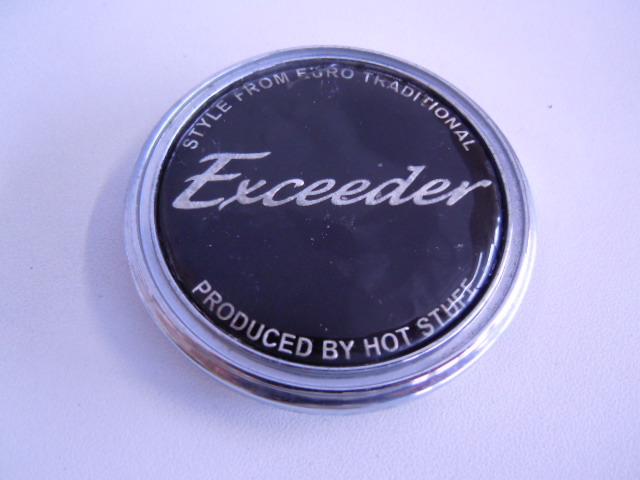 STYLE FROM EURO TRADITIONAL
Exceeder
PRODUCED BY HOT STUFF